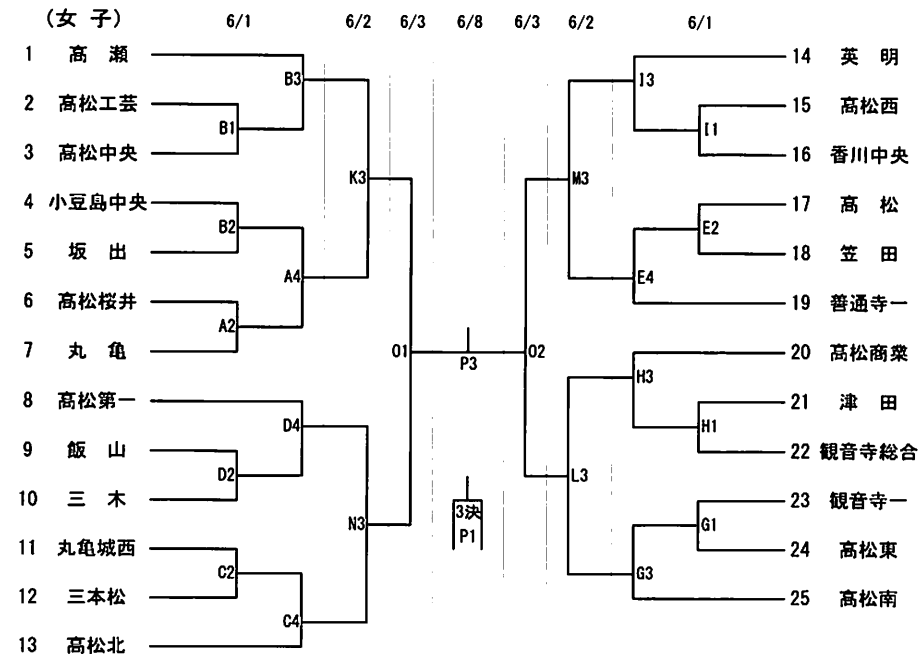 (女 子) 6/1 6/2 6/3 6/8 6/3 6/2 6/1
1 高 瀬
B3
2 高松工芸
B1
3 高松中央
K3
4 小豆島中央
B2
5 坂 出
A4
6 高松桜井
A2
7 丸 亀
O1
8 高松第一
D4
9 飯 山
D2
10 三 木
N3
11 丸亀城西
C2
12 三本松
C4
13 高松北
P3
3決
P1
14 英 明
I3
15 高松西
I1
16 香川中央
M3
17 高 松
E2
18 笠 田
E4
19 善通寺一
O2
20 高松商業
H3
21 津 田
H1
22 観音寺総合
L3
23 観音寺一
G1
24 高松東
G3
25 高松南